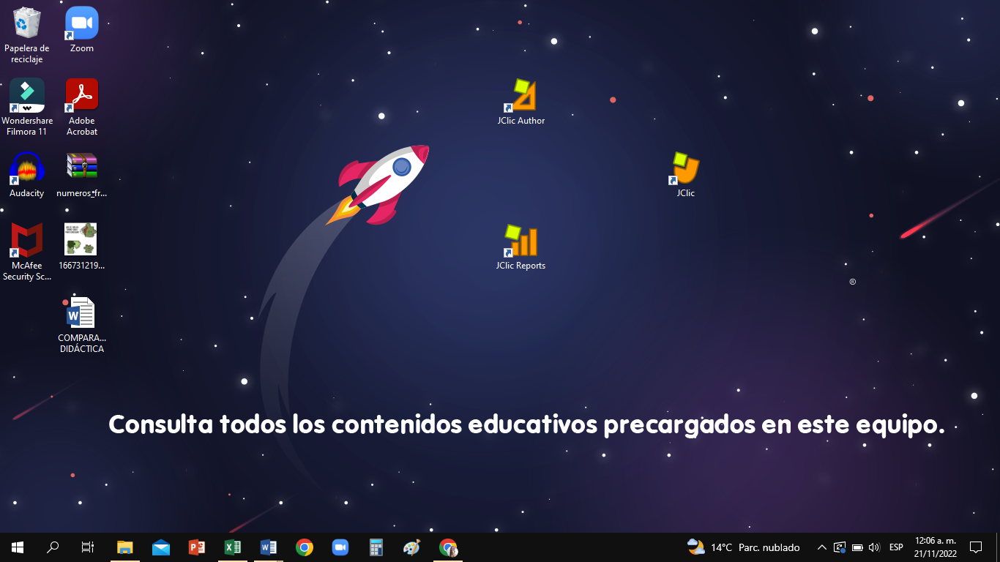 Papelera de
reciclaje
Zoom
Wondershare
Filmora 11
Adobe
Acrobat
Audacity
numeros_fr...
McAfee
Security Sc...
166731219...
COMPARA...
DIDÁCTICA
JClic Author
JClic
JClic Reports
®
Consulta todos los contenidos educativos precargados en este equipo.
14°C Parc. nublado
ESP
12:06 a. m.
21/11/2022